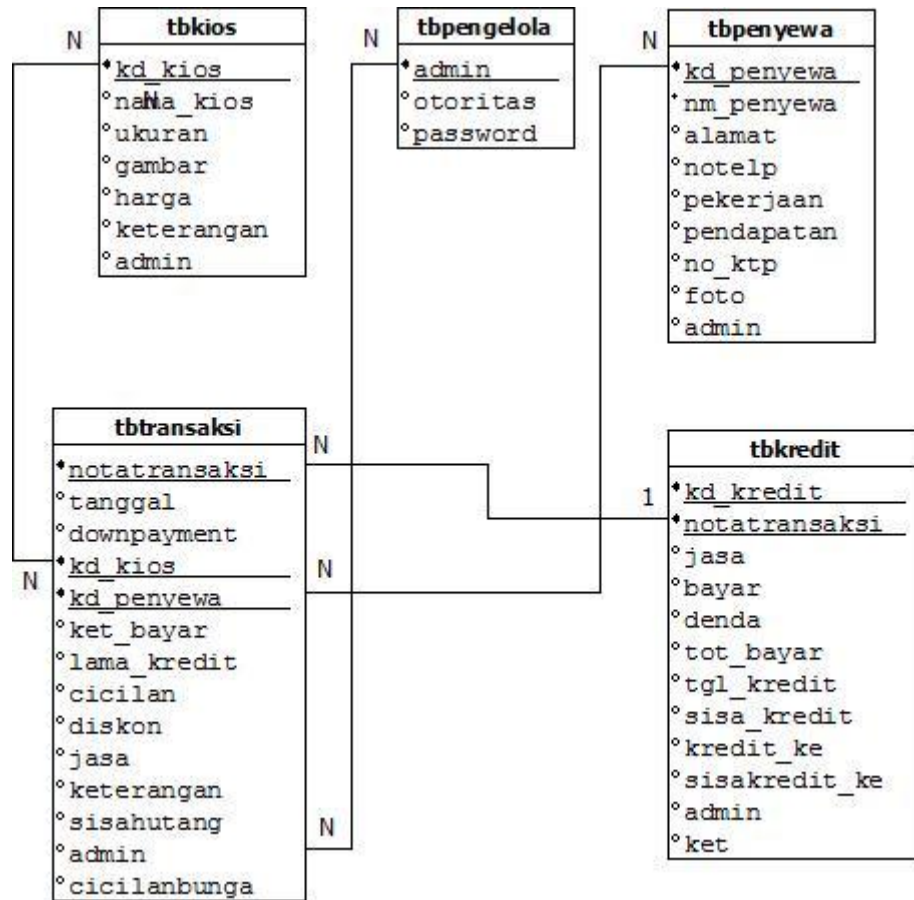 tbkios
N
kd_kios
nama_kios
N
ukuran
gambar
harga
keterangan
admin
tbpengelola
N
admin
otoritas
password
tbpenyewa
N
kd_penyewa
nm_penyewa
alamat
notelp
pekerjaan
pendapatan
no_ktp
foto
admin
tbtransaksi
N
notatransaksi
tanggal
downpayment
kd_kios
N
N
kd_penyewa
ket_bayar
lama_kredit
cicilan
diskon
jasa
keterangan
sisahutang
N
admin
cicilanbunga
tbkredit
1
kd_kredit
notatransaksi
jasa
bayar
denda
tot_bayar
tgl_kredit
sisa_kredit
kredit_ke
sisakredit_ke
admin
ket